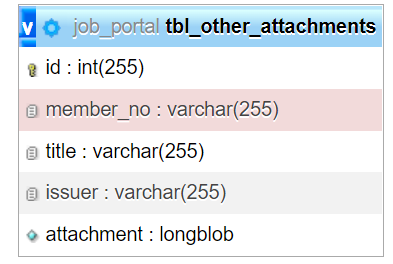 v job_portal tbl_other_attachments
id : int(255)
member_no : varchar(255)
title : varchar(255)
issuer : varchar(255)
attachment : longblob